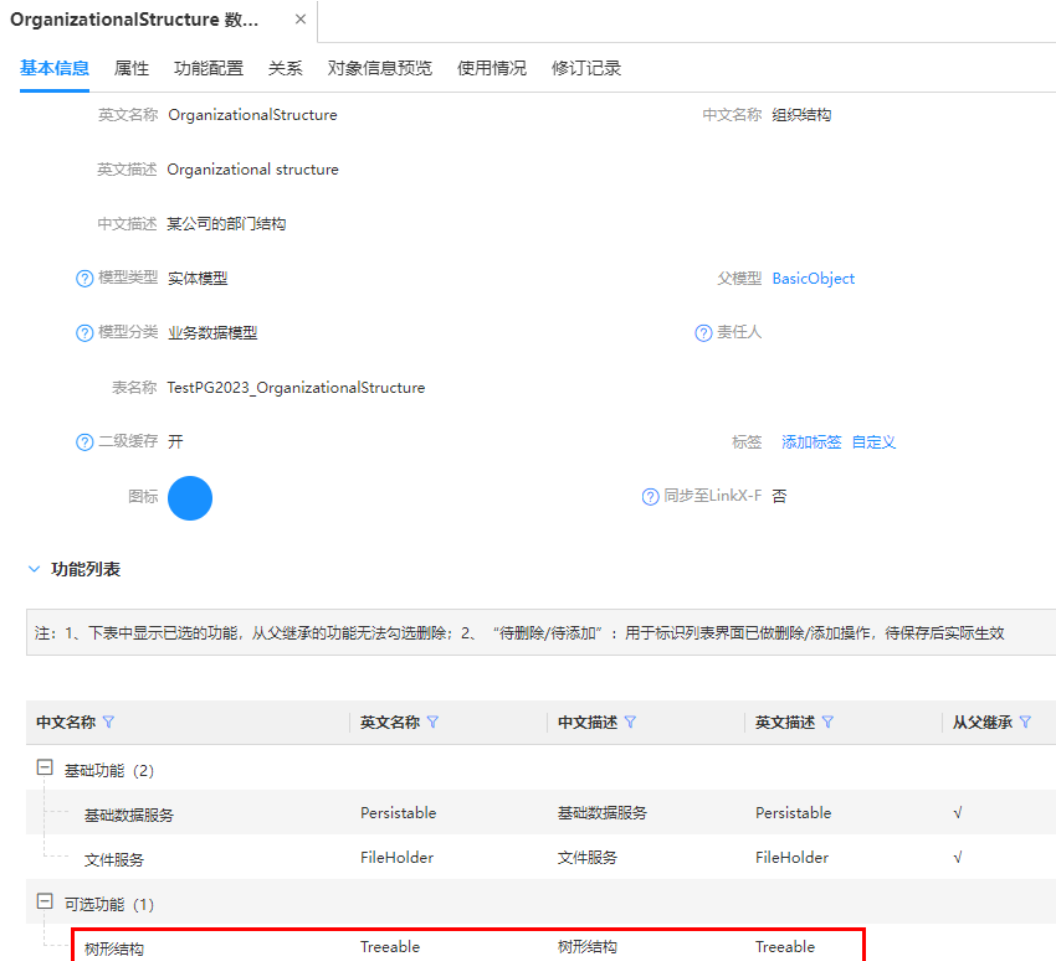 OrganizationalStructure 数... ×
基本信息 属性 功能配置 关系 对象信息预览 使用情况 修订记录
英文名称 OrganizationalStructure 中文名称 组织结构
英文描述 Organizational structure
中文描述 某公司的部门结构
? 模型类型 实体模型 父模型 BasicObject
? 模型分类 业务数据模型 ? 责任人
表名称 TestPG2023_OrganizationalStructure
? 二级缓存 开 标签 添加标签 自定义
图标 ? 同步至LinkX-F 否
功能列表
注：1、下表中显示已选的功能，从父继承的功能无法勾选删除；2、“待删除/待添加”：用于标识列表界面已做删除/添加操作，待保存后实际生效
中文名称 英文名称 中文描述 英文描述 从父继承
基础功能 (2)
基础数据服务 Persistable 基础数据服务 Persistable √
文件服务 FileHolder 文件服务 FileHolder √
可选功能 (1)
树形结构 Treeable 树形结构 Treeable